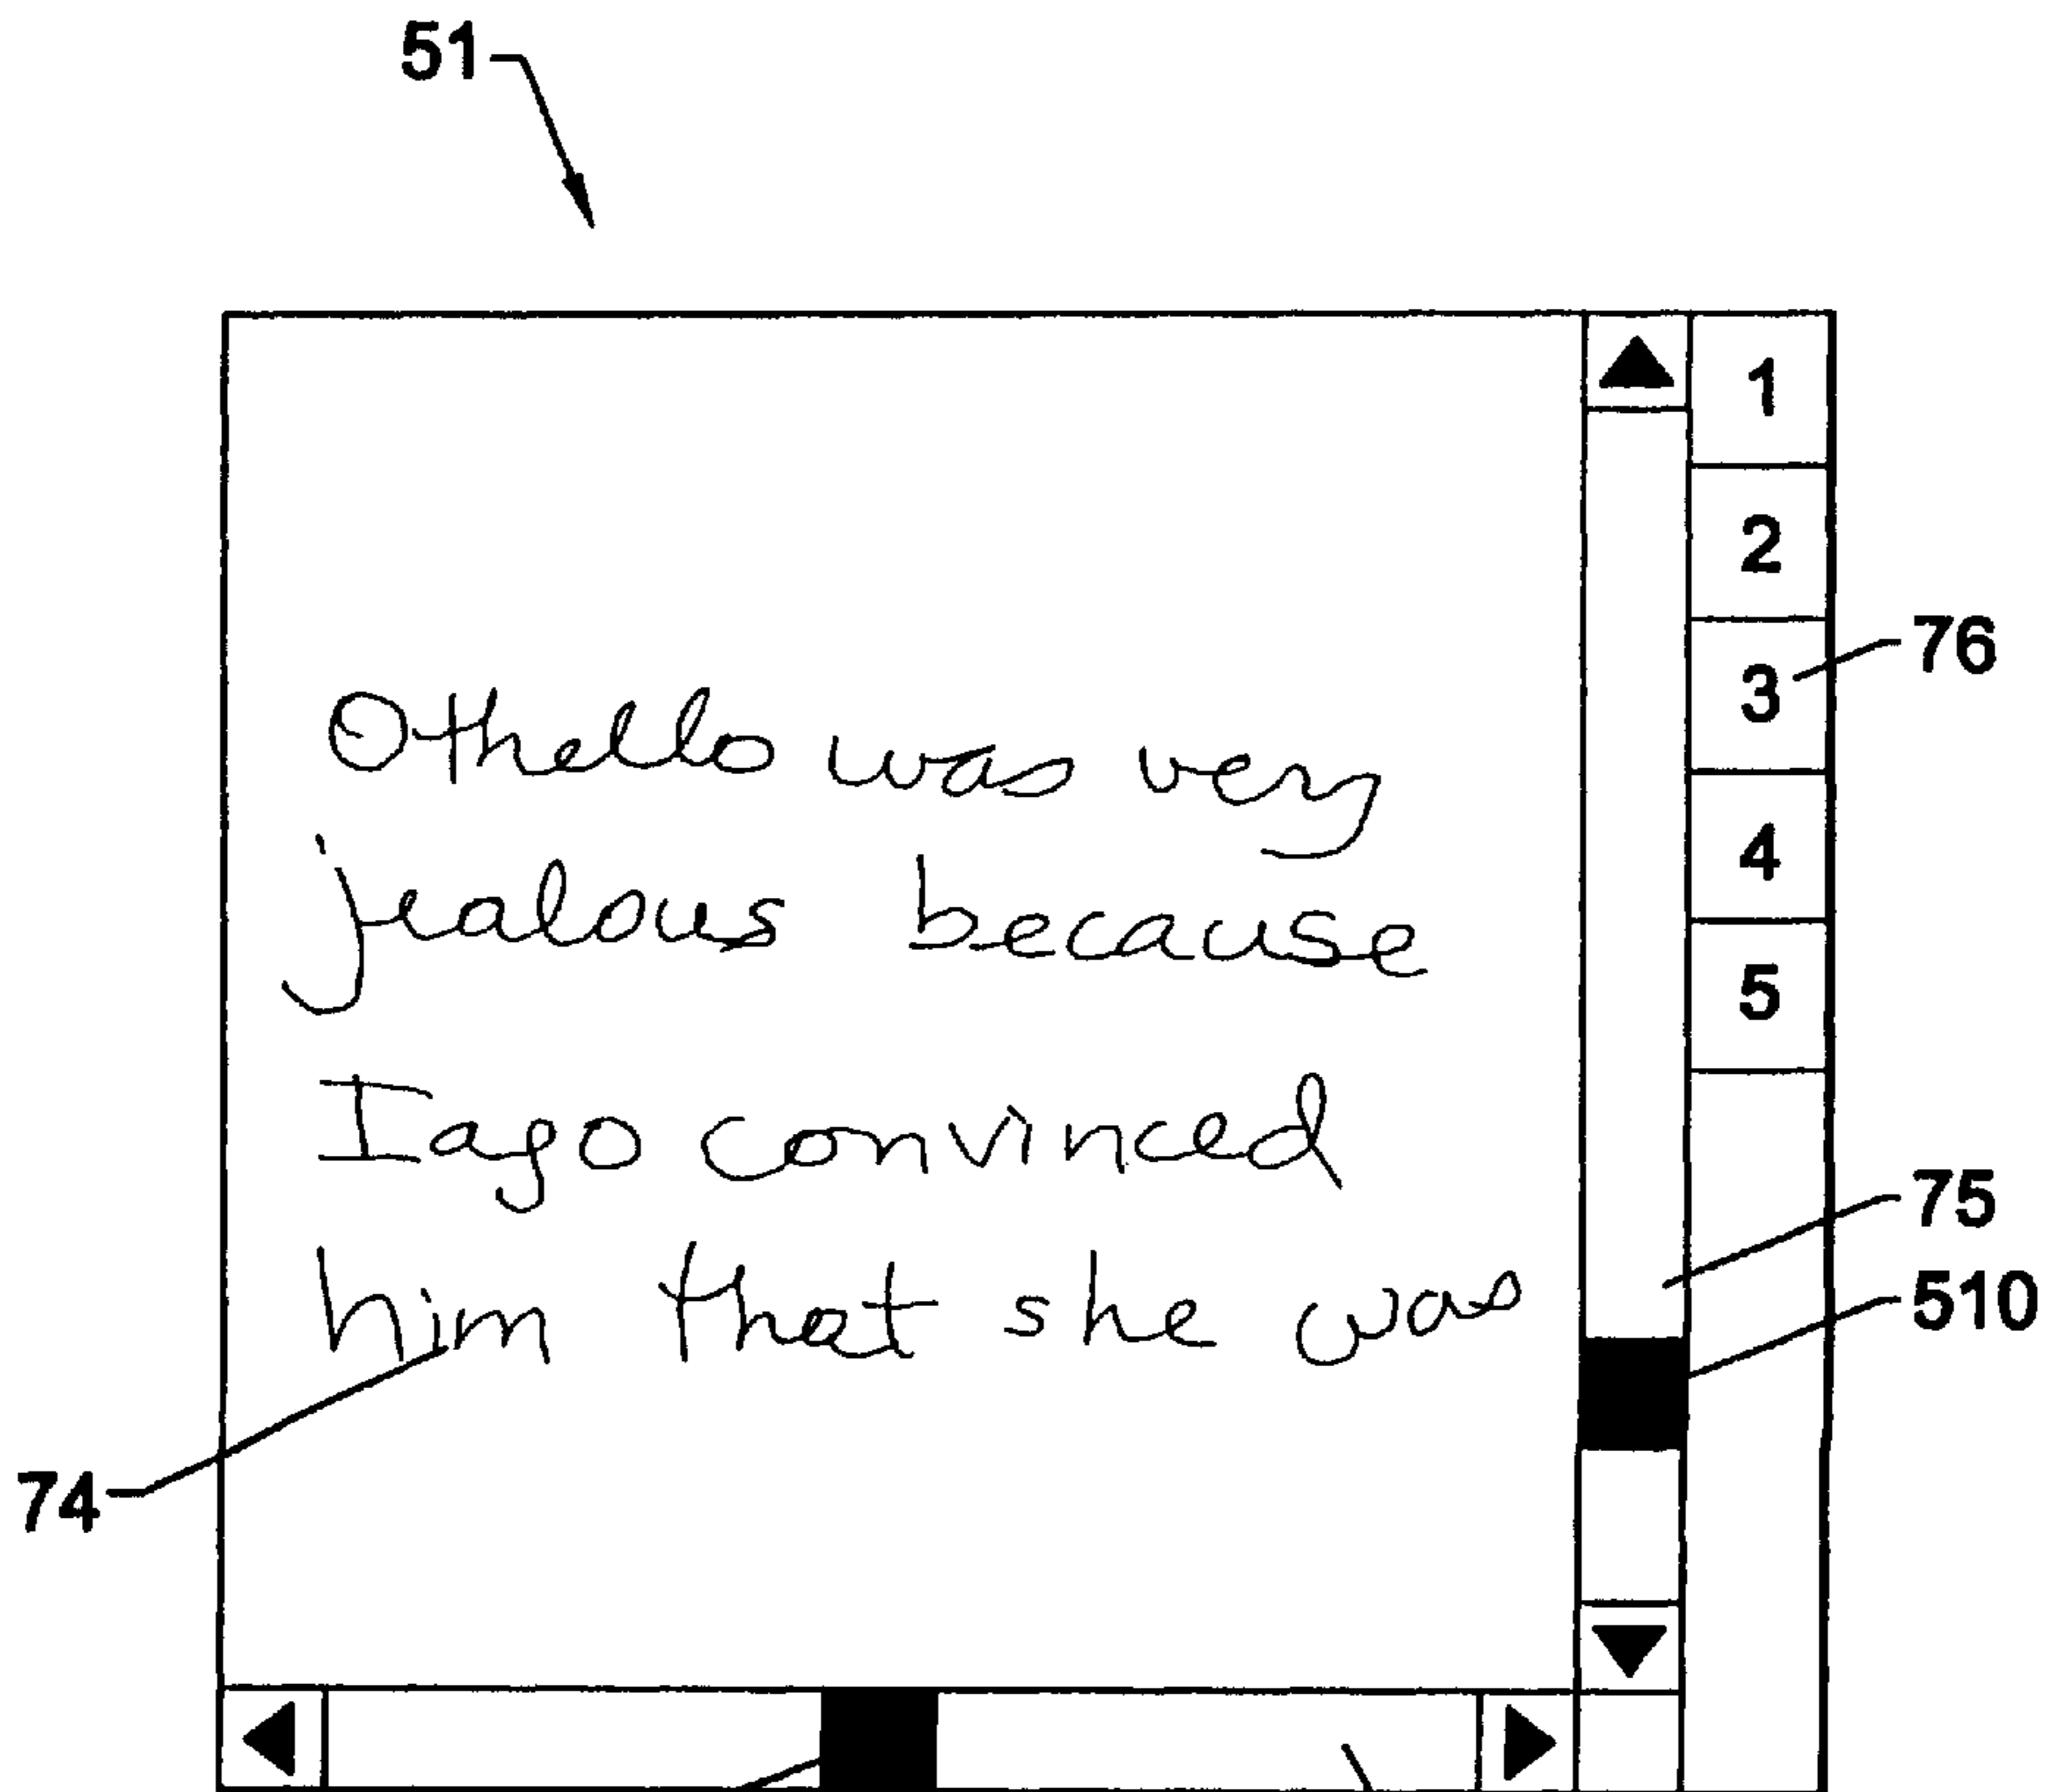 51
1
2
76
3
Othello was very
4
jealous because
5
Iago convinced
75
him that she was
510
74